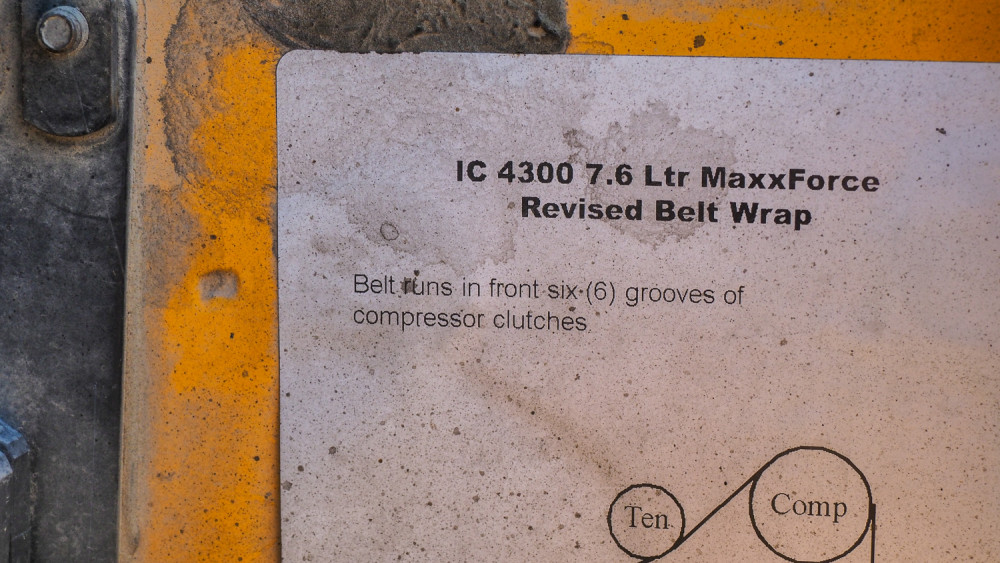 IC 4300 7.6 Ltr MaxxForce
Revised Belt Wrap
Belt runs in front six (6) grooves of
compressor clutches
Ten
Comp